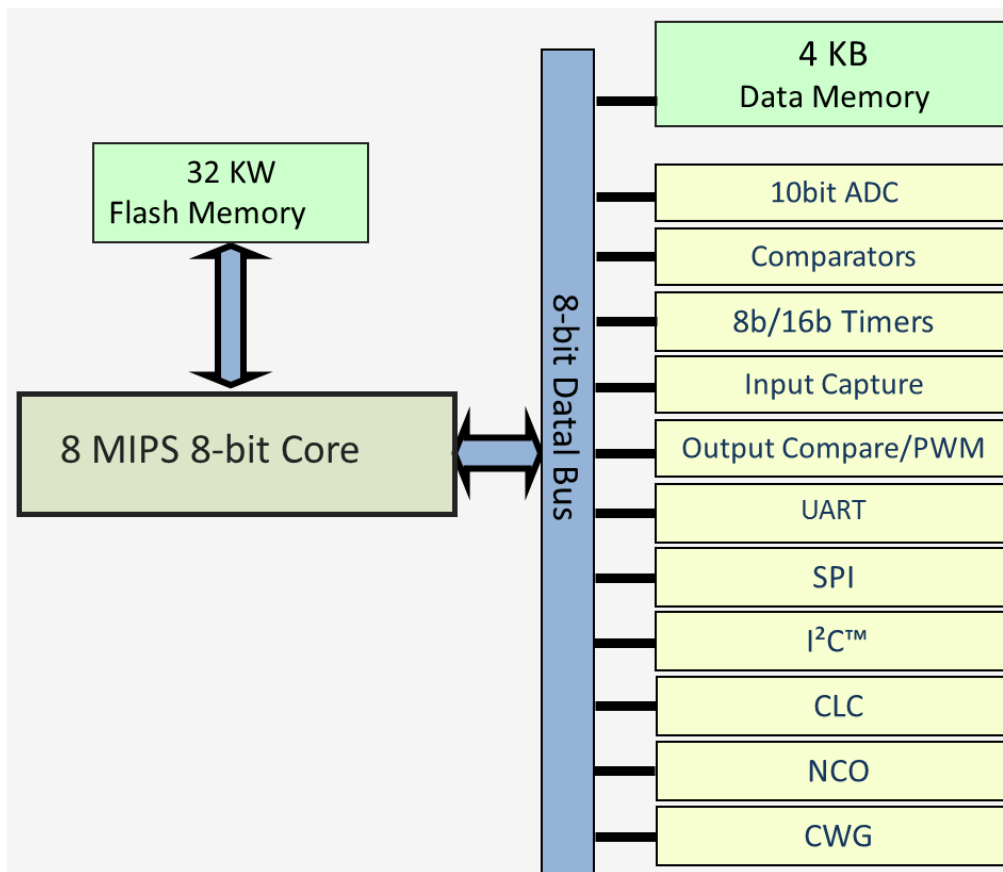 4 KB
Data Memory
32 KW
Flash Memory
10bit ADC
Comparators
8b/16b Timers
Input Capture
8 MIPS 8-bit Core
8-bit Datal Bus
Output Compare/PWM
UART
SPI
I²C™
CLC
NCO
CWG